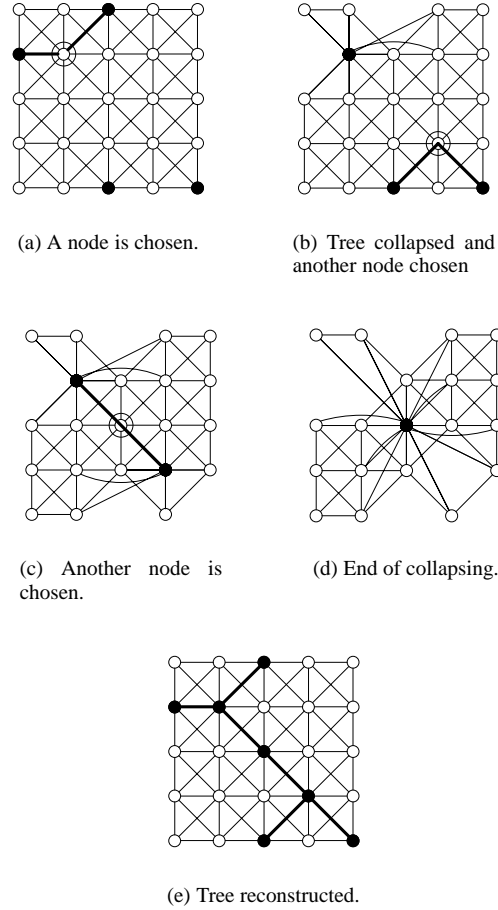 (a) A node is chosen.
(b) Tree collapsed and
another node chosen
(c) Another node is
chosen.
(d) End of collapsing.
(e) Tree reconstructed.